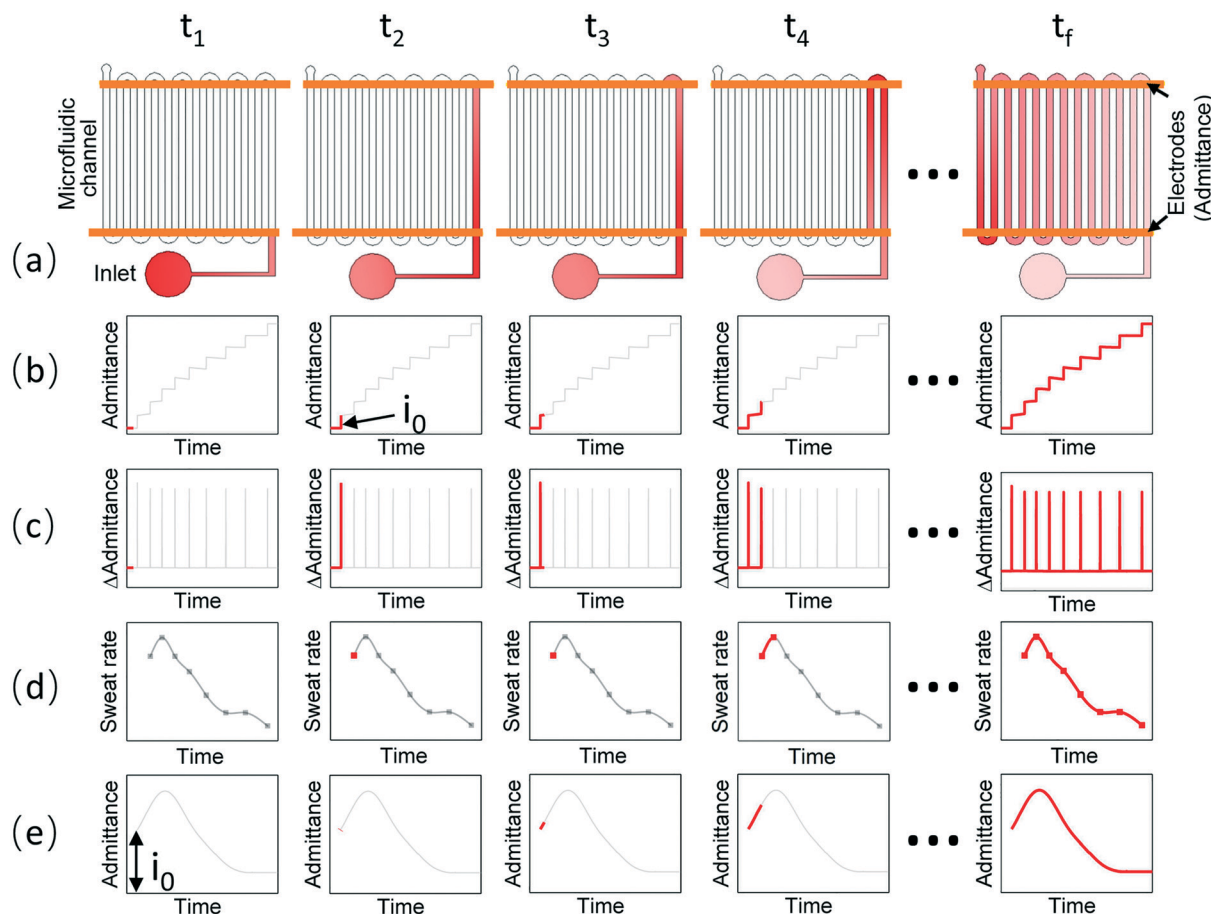 t1 t2 t3 t4 tf
Microfluidic
channel
Electrodes
(Admittance)
(a)
Inlet
(b)
Admittance Admittance Admittance Admittance Admittance
i0
Time Time Time Time Time
(c)
ΔAdmittance ΔAdmittance ΔAdmittance ΔAdmittance ΔAdmittance
Time Time Time Time Time
(d)
Sweat rate Sweat rate Sweat rate Sweat rate Sweat rate
Time Time Time Time Time
(e)
Admittance Admittance Admittance Admittance Admittance
i0
Time Time Time Time Time